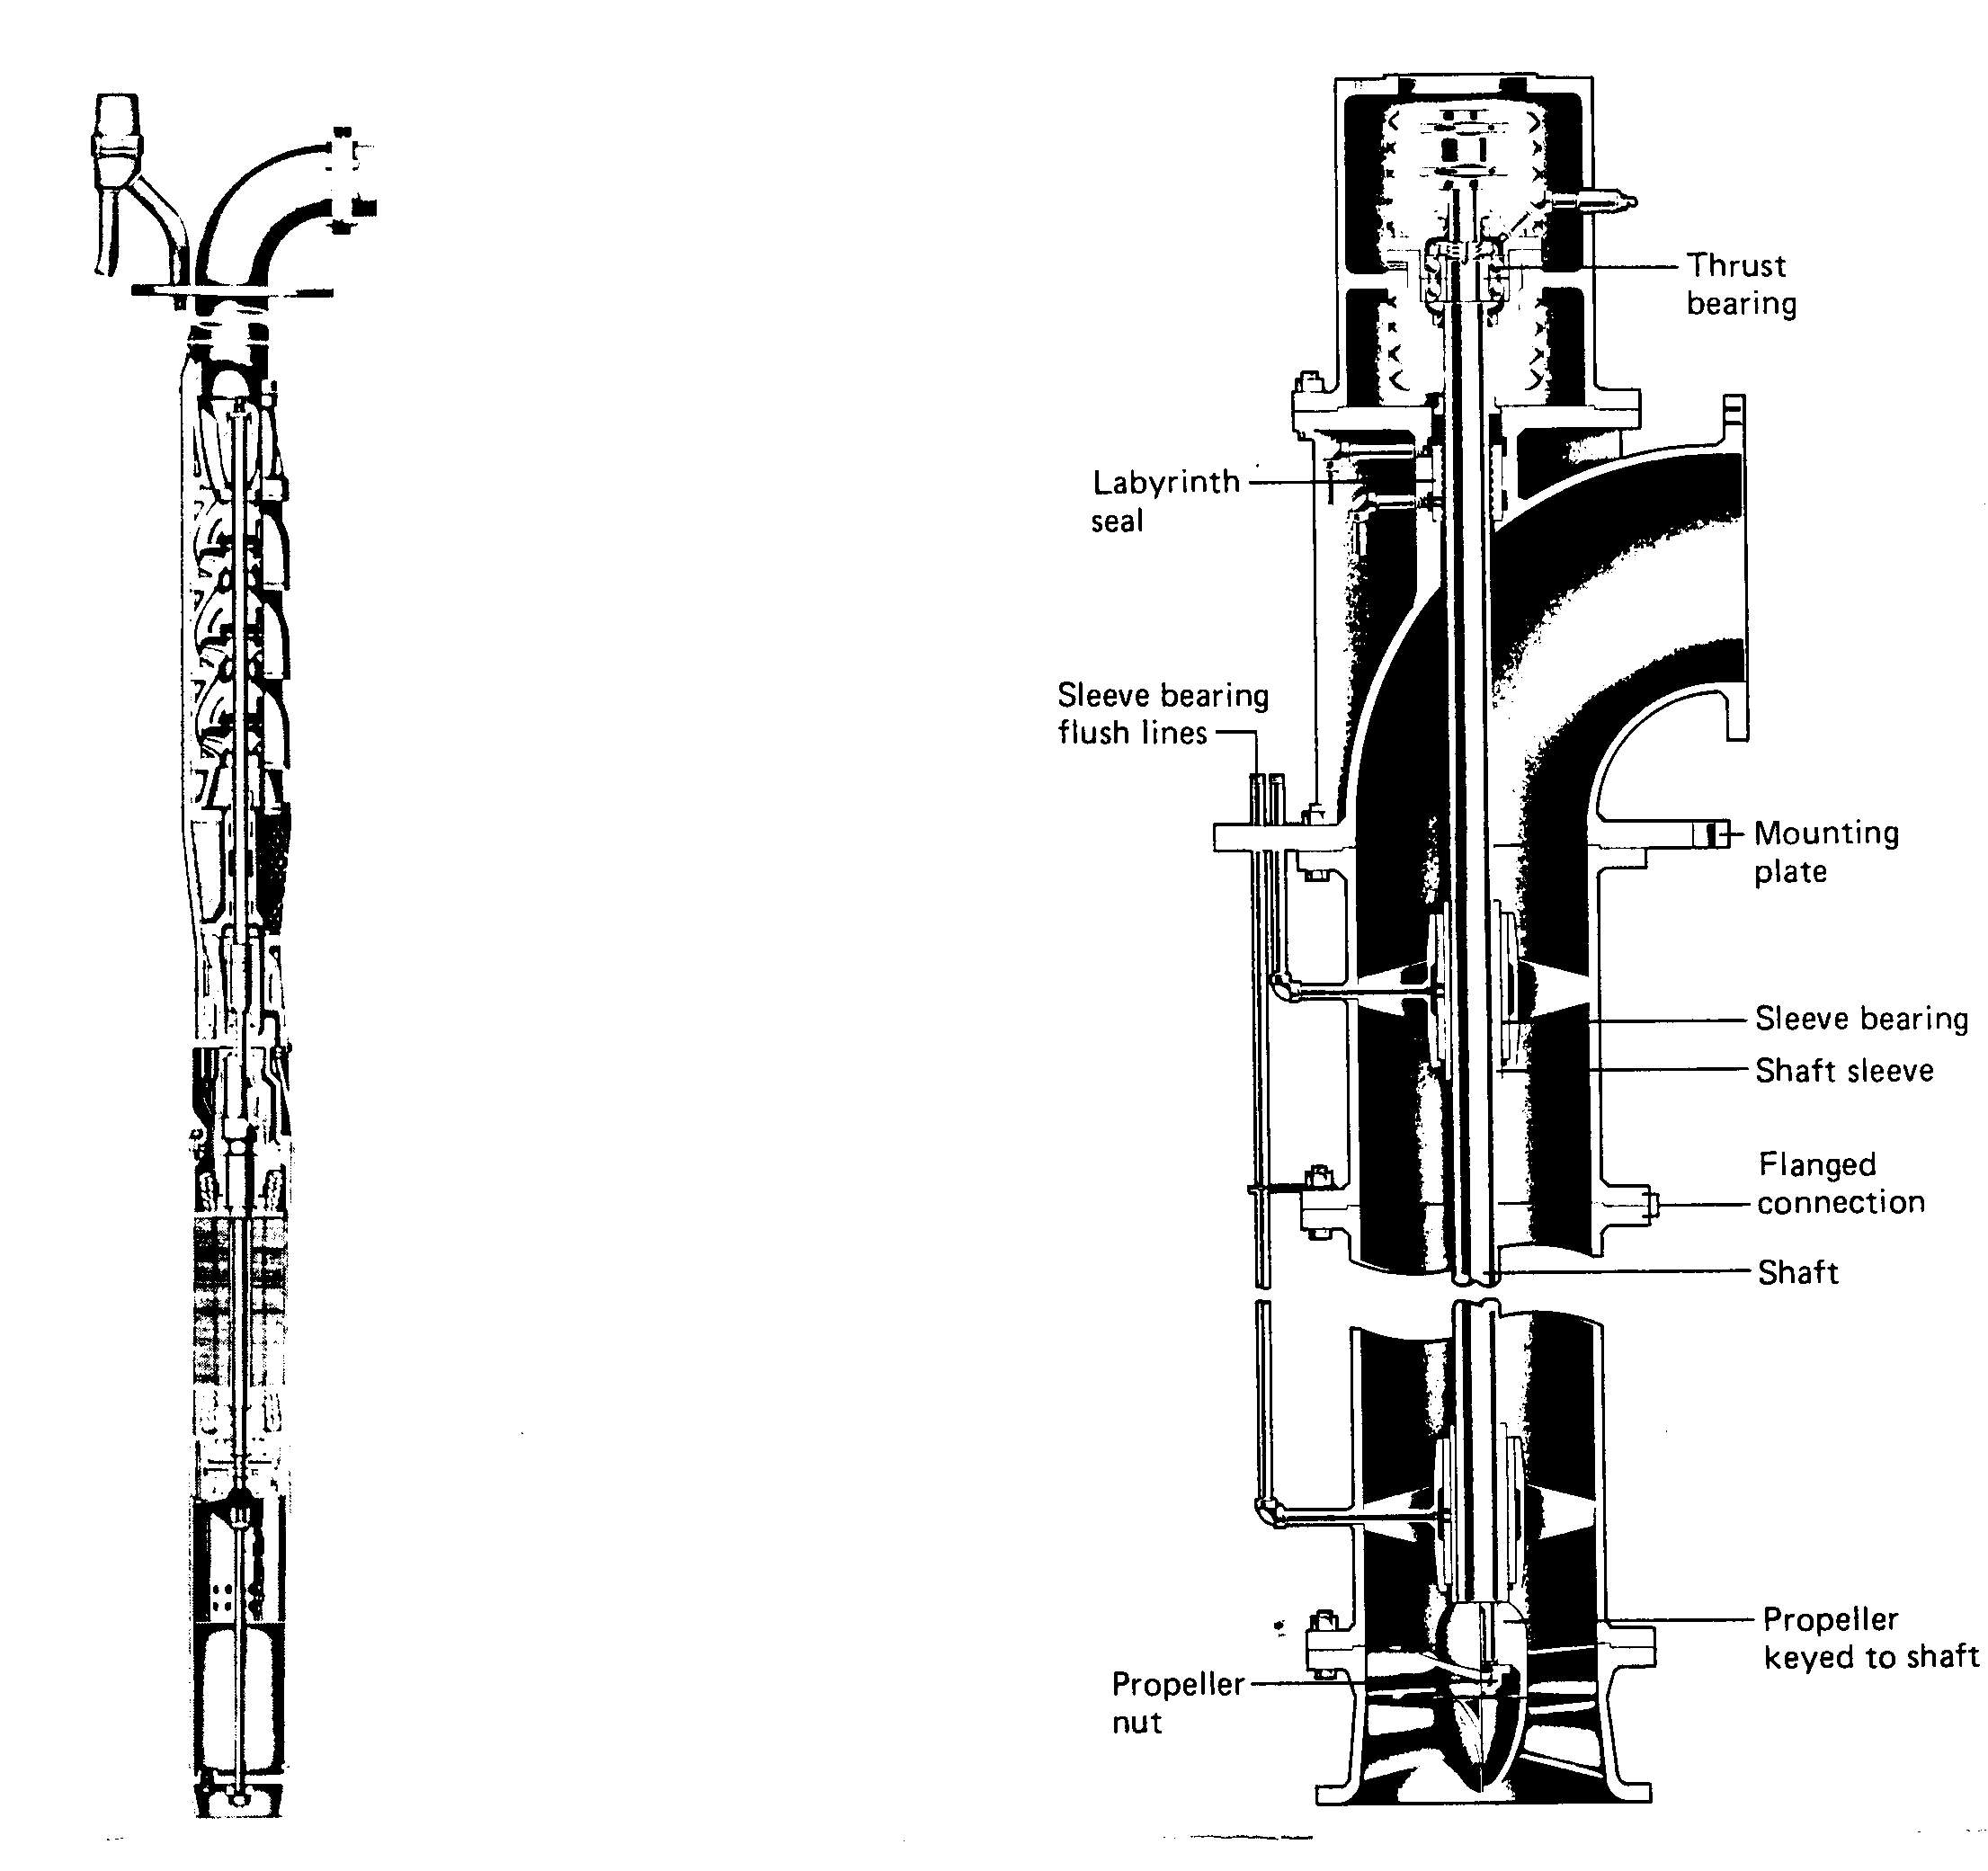 Thrust
bearing
Labyrinth
seal
Sleeve bearing
flush lines
Mounting
plate
Sleeve bearing
Shaft sleeve
Flanged
connection
Shaft
Propeller
keyed to shaft
Propeller
nut